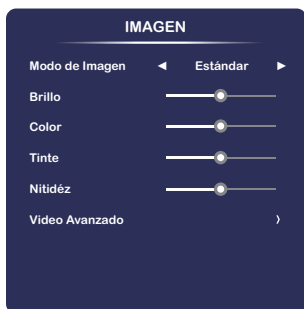 IMAGEN
Modo de Imagen ◄ Estándar ►
Brillo
Color
Tinte
Nitidéz
Video Avanzado